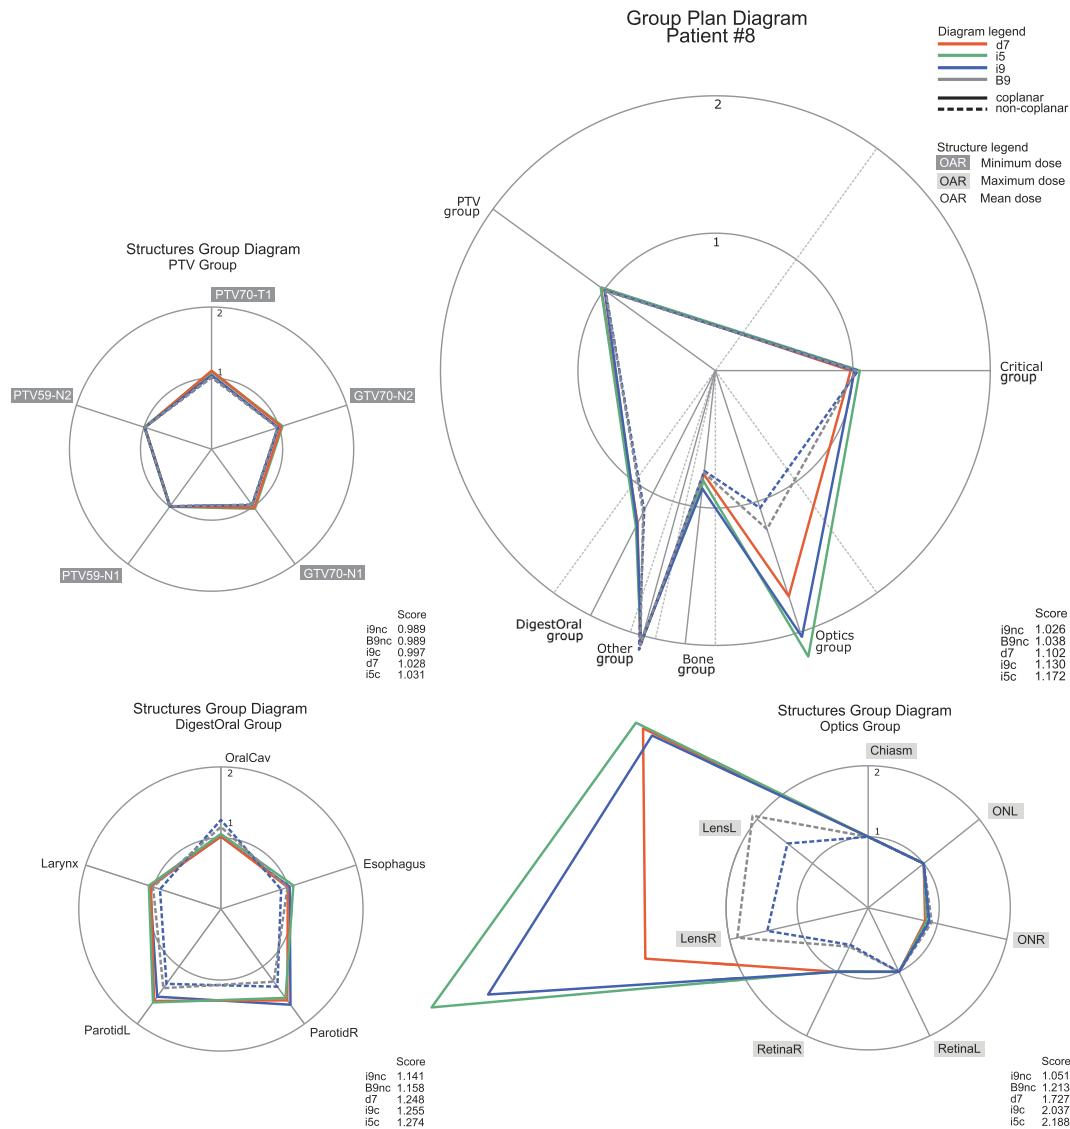 Group Plan Diagram
Patient #8
Diagram legend
d7
i5
i9
B9
coplanar
non-coplanar
Structure legend
OAR Minimum dose
OAR Maximum dose
OAR Mean dose
2
1
PTV
group
Critical
group
DigestOral
group
Other
group
Bone
group
Optics
group
Score
i9nc 1.026
B9nc 1.038
d7 1.102
i9c 1.130
i5c 1.172
Structures Group Diagram
PTV Group
PTV70-T1
2
1
PTV59-N2
GTV70-N2
PTV59-N1
GTV70-N1
Score
i9nc 0.989
B9nc 0.989
i9c 0.997
d7 1.028
i5c 1.031
Structures Group Diagram
DigestOral Group
OralCav
2
1
Larynx
Esophagus
ParotidL
ParotidR
Score
i9nc 1.141
B9nc 1.158
d7 1.248
i9c 1.255
i5c 1.274
Structures Group Diagram
Optics Group
Chiasm
2
1
LensL
ONL
LensR
ONR
RetinaR
RetinaL
Score
i9nc 1.051
B9nc 1.213
d7 1.727
i9c 2.037
i5c 2.188